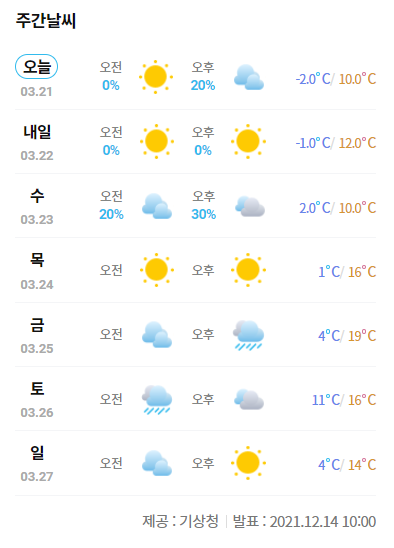 주간날씨
오늘 오전 오후 -2.0°C/ 10.0°C
03.21 0% 20%
내일 오전 오후 -1.0°C/ 12.0°C
03.22 0% 0%
수 오전 오후 2.0°C/ 10.0°C
03.23 20% 30%
목 오전 오후 1°C/ 16°C
03.24
금 오전 오후 4°C/ 19°C
03.25
토 오전 오후 11°C/ 16°C
03.26
일 오전 오후 4°C/ 14°C
03.27
제공 : 기상청 | 발표 : 2021.12.14 10:00